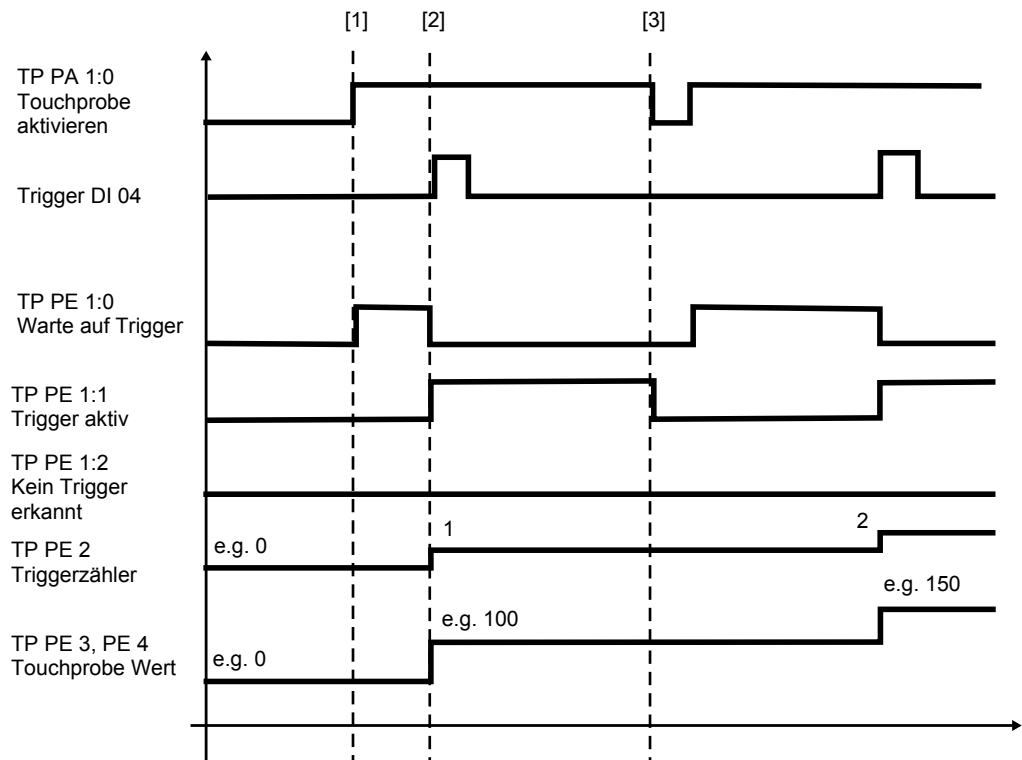 [1] [2] [3]
TP PA 1:0
Touchprobe
aktivieren
Trigger DI 04
TP PE 1:0
Warte auf Trigger
TP PE 1:1
Trigger aktiv
TP PE 1:2
Kein Trigger
erkannt
e.g. 0 1 2
TP PE 2
Triggerzähler
e.g. 100 e.g. 150
TP PE 3, PE 4
Touchprobe Wert
e.g. 0